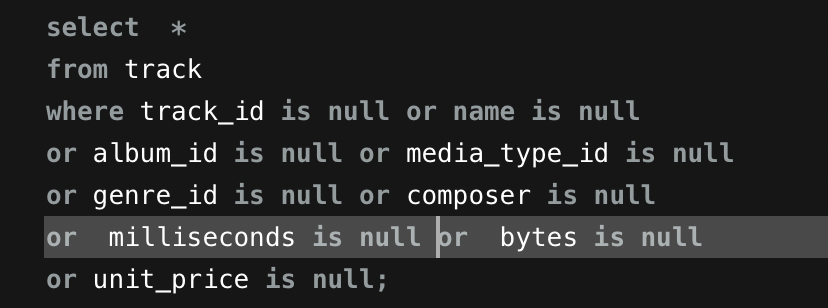 select  *
from track
where track_id is null or name is null
or album_id is null or media_type_id is null
or genre_id is null or composer is null
or  milliseconds is null or  bytes is null
or unit_price is null;